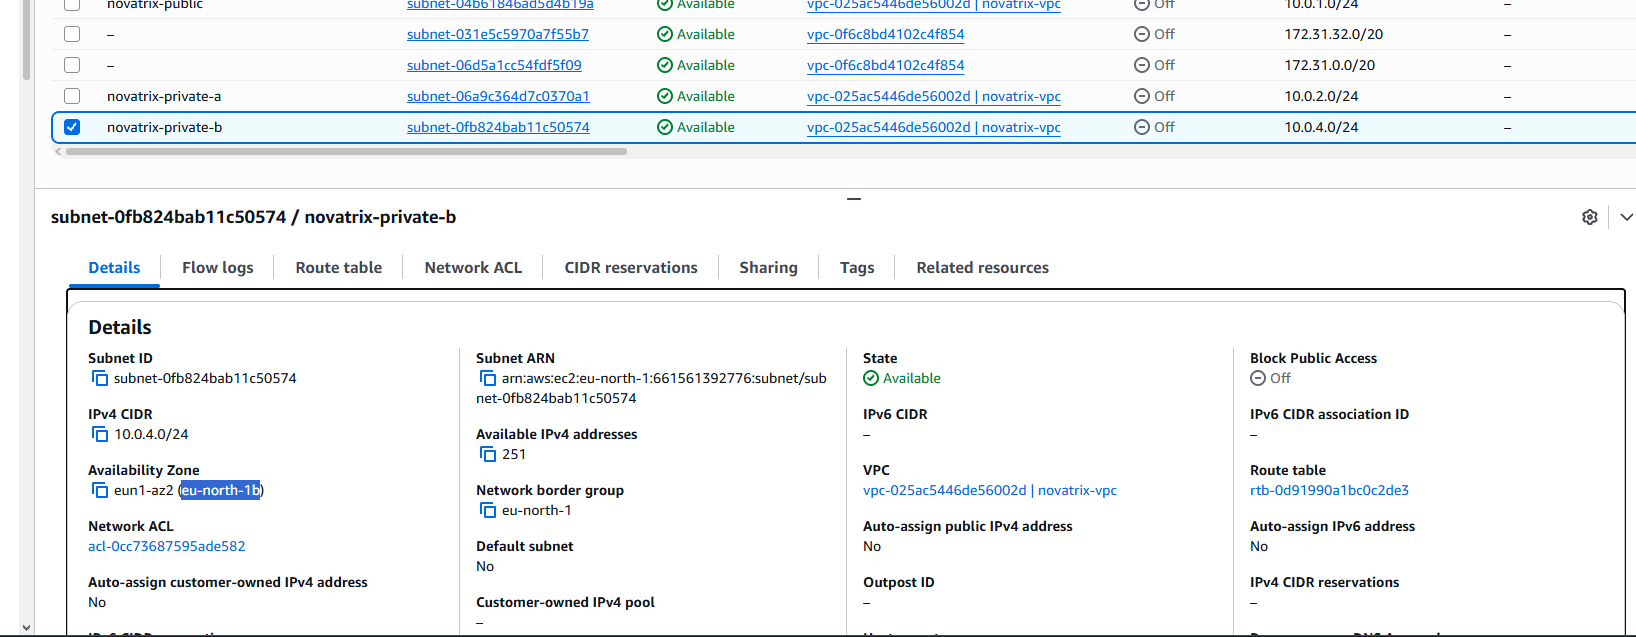 novatrix-public subnet-04b61846ad5d4b19a Available vpc-025ac5446de56002d | novatrix-vpc Off 10.0.1.0/24 –
– subnet-031e5c5970a7f55b7 Available vpc-0f6c8bd4102c4f854 Off 172.31.32.0/20 –
– subnet-06d5a1cc54fdf5f09 Available vpc-0f6c8bd4102c4f854 Off 172.31.0.0/20 –
novatrix-private-a subnet-06a9c364d7c0370a1 Available vpc-025ac5446de56002d | novatrix-vpc Off 10.0.2.0/24 –
novatrix-private-b subnet-0fb824bab11c50574 Available vpc-025ac5446de56002d | novatrix-vpc Off 10.0.4.0/24 –
subnet-0fb824bab11c50574 / novatrix-private-b
Details Flow logs Route table Network ACL CIDR reservations Sharing Tags Related resources
Details
Subnet ID
subnet-0fb824bab11c50574
IPv4 CIDR
10.0.4.0/24
Availability Zone
eun1-az2 (eu-north-1b)
Network ACL
acl-0cc73687595ade582
Auto-assign customer-owned IPv4 address
No
Subnet ARN
arn:aws:ec2:eu-north-1:661561392776:subnet/sub
net-0fb824bab11c50574
Available IPv4 addresses
251
Network border group
eu-north-1
Default subnet
No
Customer-owned IPv4 pool
–
State
Available
IPv6 CIDR
–
VPC
vpc-025ac5446de56002d | novatrix-vpc
Auto-assign public IPv4 address
No
Outpost ID
–
Block Public Access
Off
IPv6 CIDR association ID
–
Route table
rtb-0d91990a1bc0c2de3
Auto-assign IPv6 address
No
IPv4 CIDR reservations
–